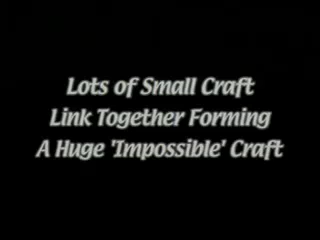 Lots of Small Craft
Link Together Forming
A Huge 'Impossible' Craft